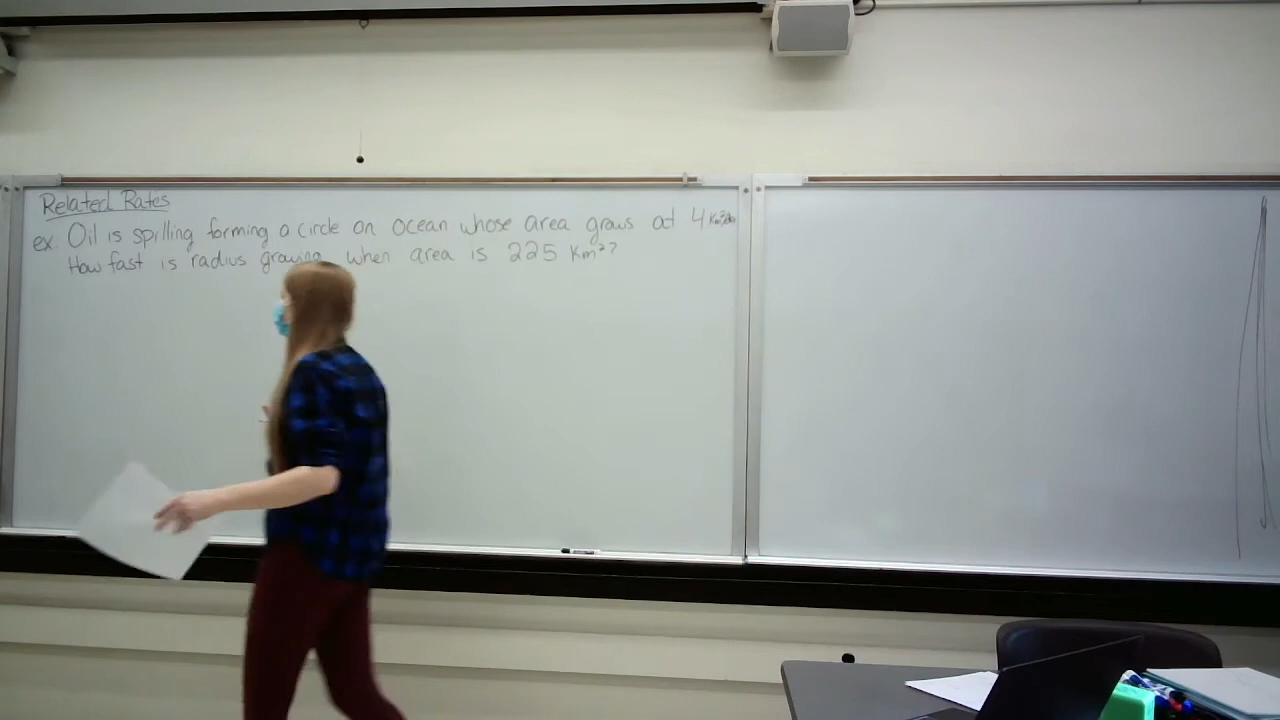 Related Rates
ex. Oil is spilling forming a circle on ocean whose area grows at 4 km²/day
How fast is radius growing when area is 225 km²?